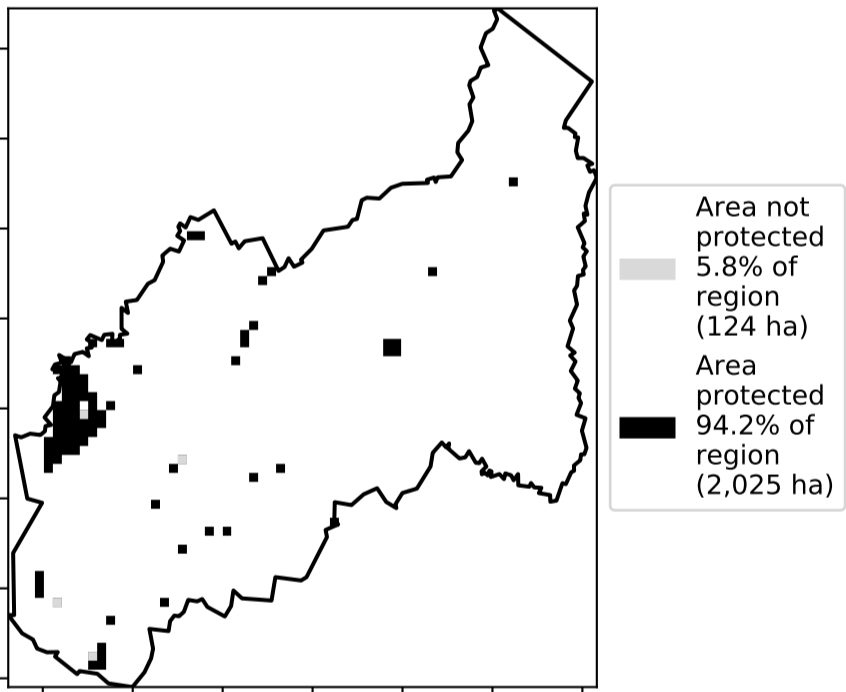 Area not
protected
5.8% of
region
(124 ha)
Area
protected
94.2% of
region
(2,025 ha)